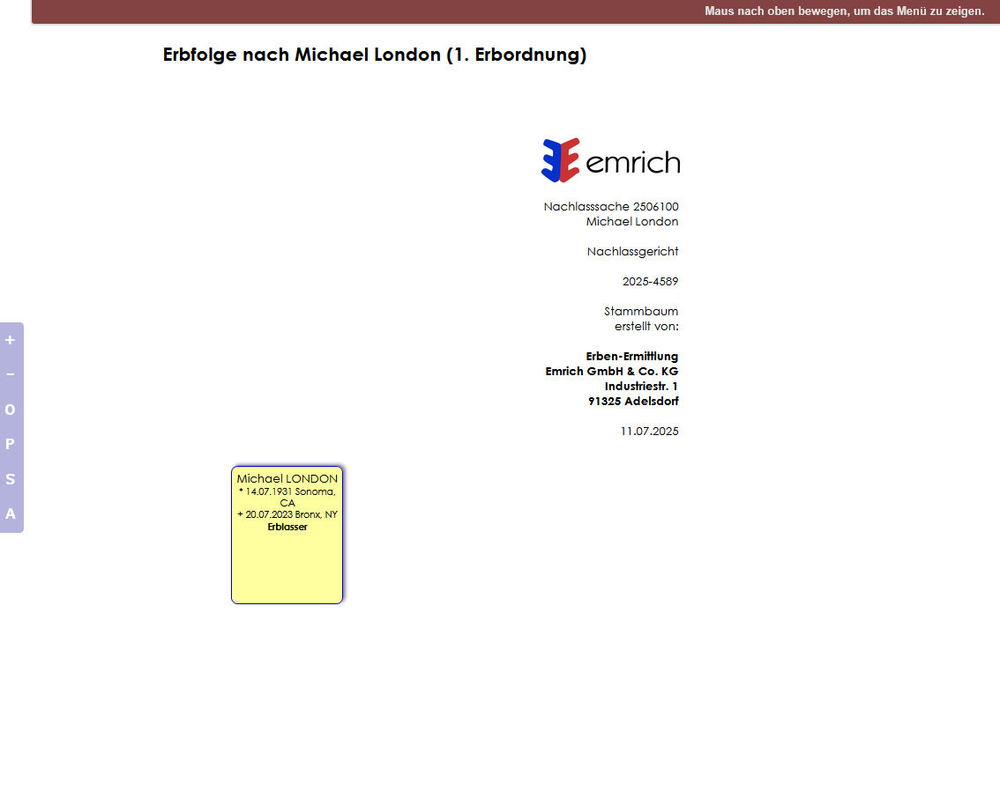 Maus nach oben bewegen, um das Menü zu zeigen.
Erbfolge nach Michael London (1. Erbordnung)
emrich
Nachlasssache 2506100
Michael London
Nachlassgericht
2025-4589
Stammbaum
erstellt von:
Erben-Ermittlung
Emrich GmbH & Co. KG
Industriestr. 1
91325 Adelsdorf
11.07.2025
+
−
O
P
S
A
Michael LONDON
* 14.07.1931 Sonoma,
CA
+ 20.07.2023 Bronx, NY
Erblasser